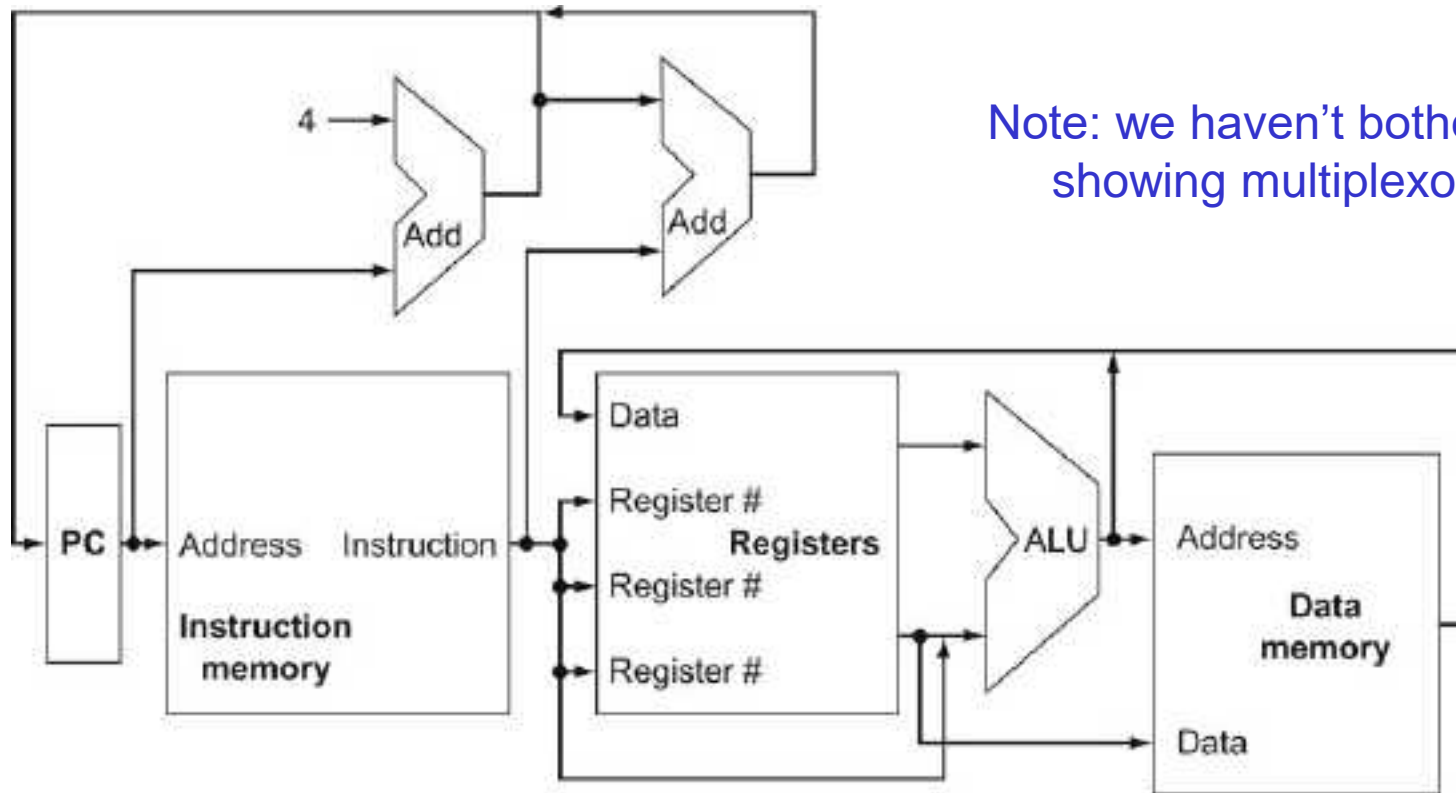 Note: we haven't bothe
showing multiplexo
4
Add
Add
PC
Address
Instruction
Instruction
memory
Data
Register #
Registers
Register #
Register #
ALU
Address
Data
memory
Data